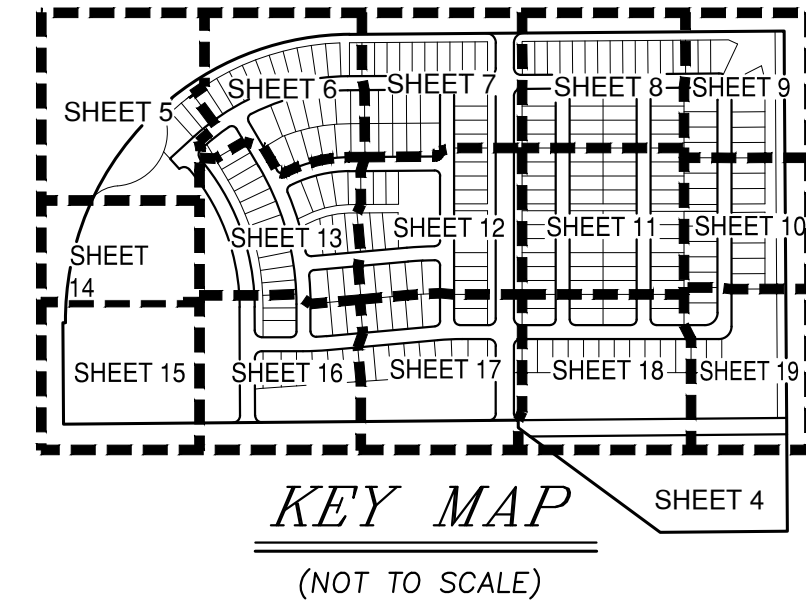 SHEET 5
SHEET 6
SHEET 7
SHEET 8
SHEET 9
SHEET 13
SHEET 12
SHEET 11
SHEET 10
SHEET
14
SHEET 15
SHEET 16
SHEET 17
SHEET 18
SHEET 19
SHEET 4
KEY MAP
(NOT TO SCALE)